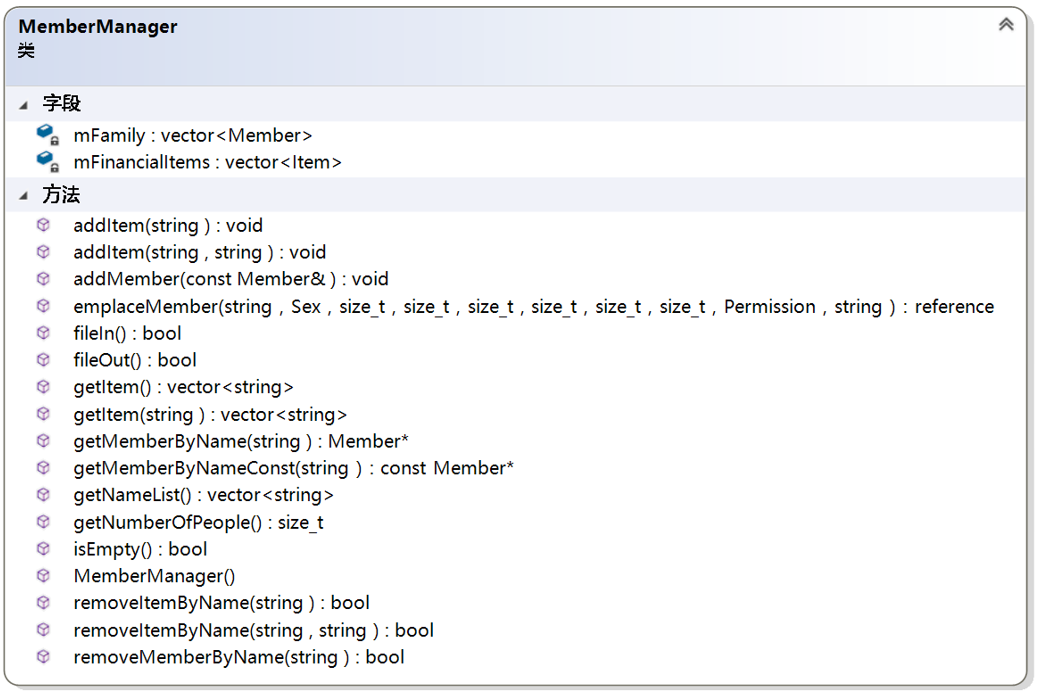 MemberManager
类
字段
mFamily : vector<Member>
mFinancialItems : vector<Item>
方法
addItem(string ) : void
addItem(string , string ) : void
addMember(const Member& ) : void
emplaceMember(string , Sex , size_t , size_t , size_t , size_t , size_t , size_t , Permission , string ) : reference
fileIn() : bool
fileOut() : bool
getItem() : vector<string>
getItem(string ) : vector<string>
getMemberByName(string ) : Member*
getMemberByNameConst(string ) : const Member*
getNameList() : vector<string>
getNumberOfPeople() : size_t
isEmpty() : bool
MemberManager()
removeItemByName(string ) : bool
removeItemByName(string , string ) : bool
removeMemberByName(string ) : bool